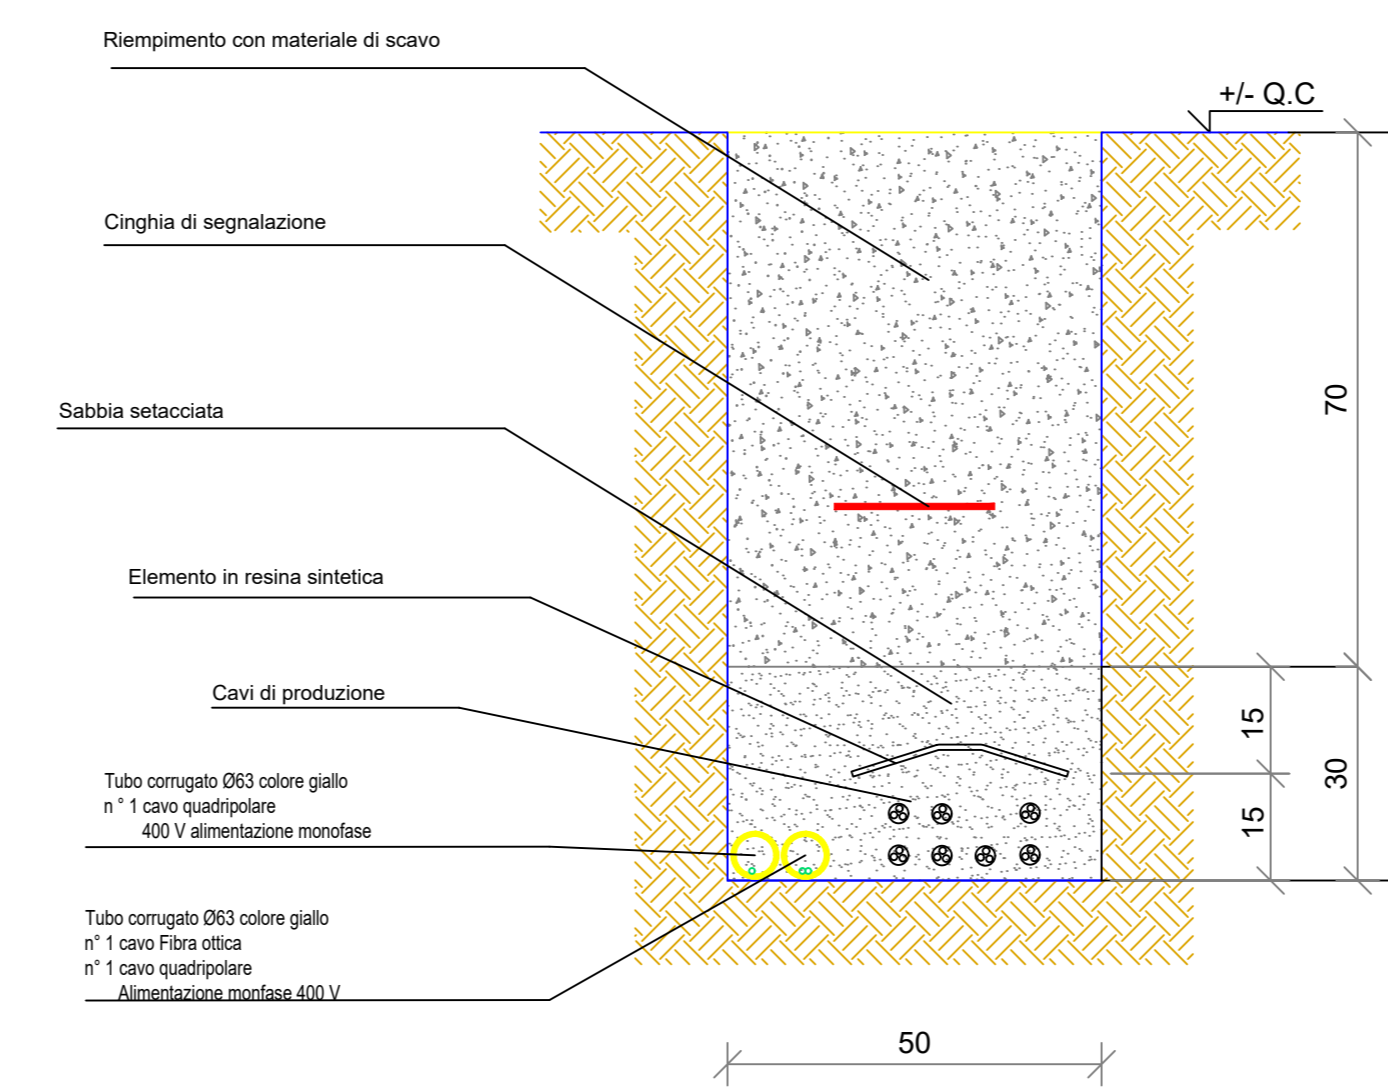 Riempimento con materiale di scavo
+/- Q.C
Cinghia di segnalazione
70
Sabbia setacciata
Elemento in resina sintetica
Cavi di produzione
15
30
15
Tubo corrugato Ø63 colore giallo
n ° 1 cavo quadripolare
400 V alimentazione monofase
Tubo corrugato Ø63 colore giallo
n° 1 cavo Fibra ottica
n° 1 cavo quadripolare
Alimentazione monfase 400 V
50